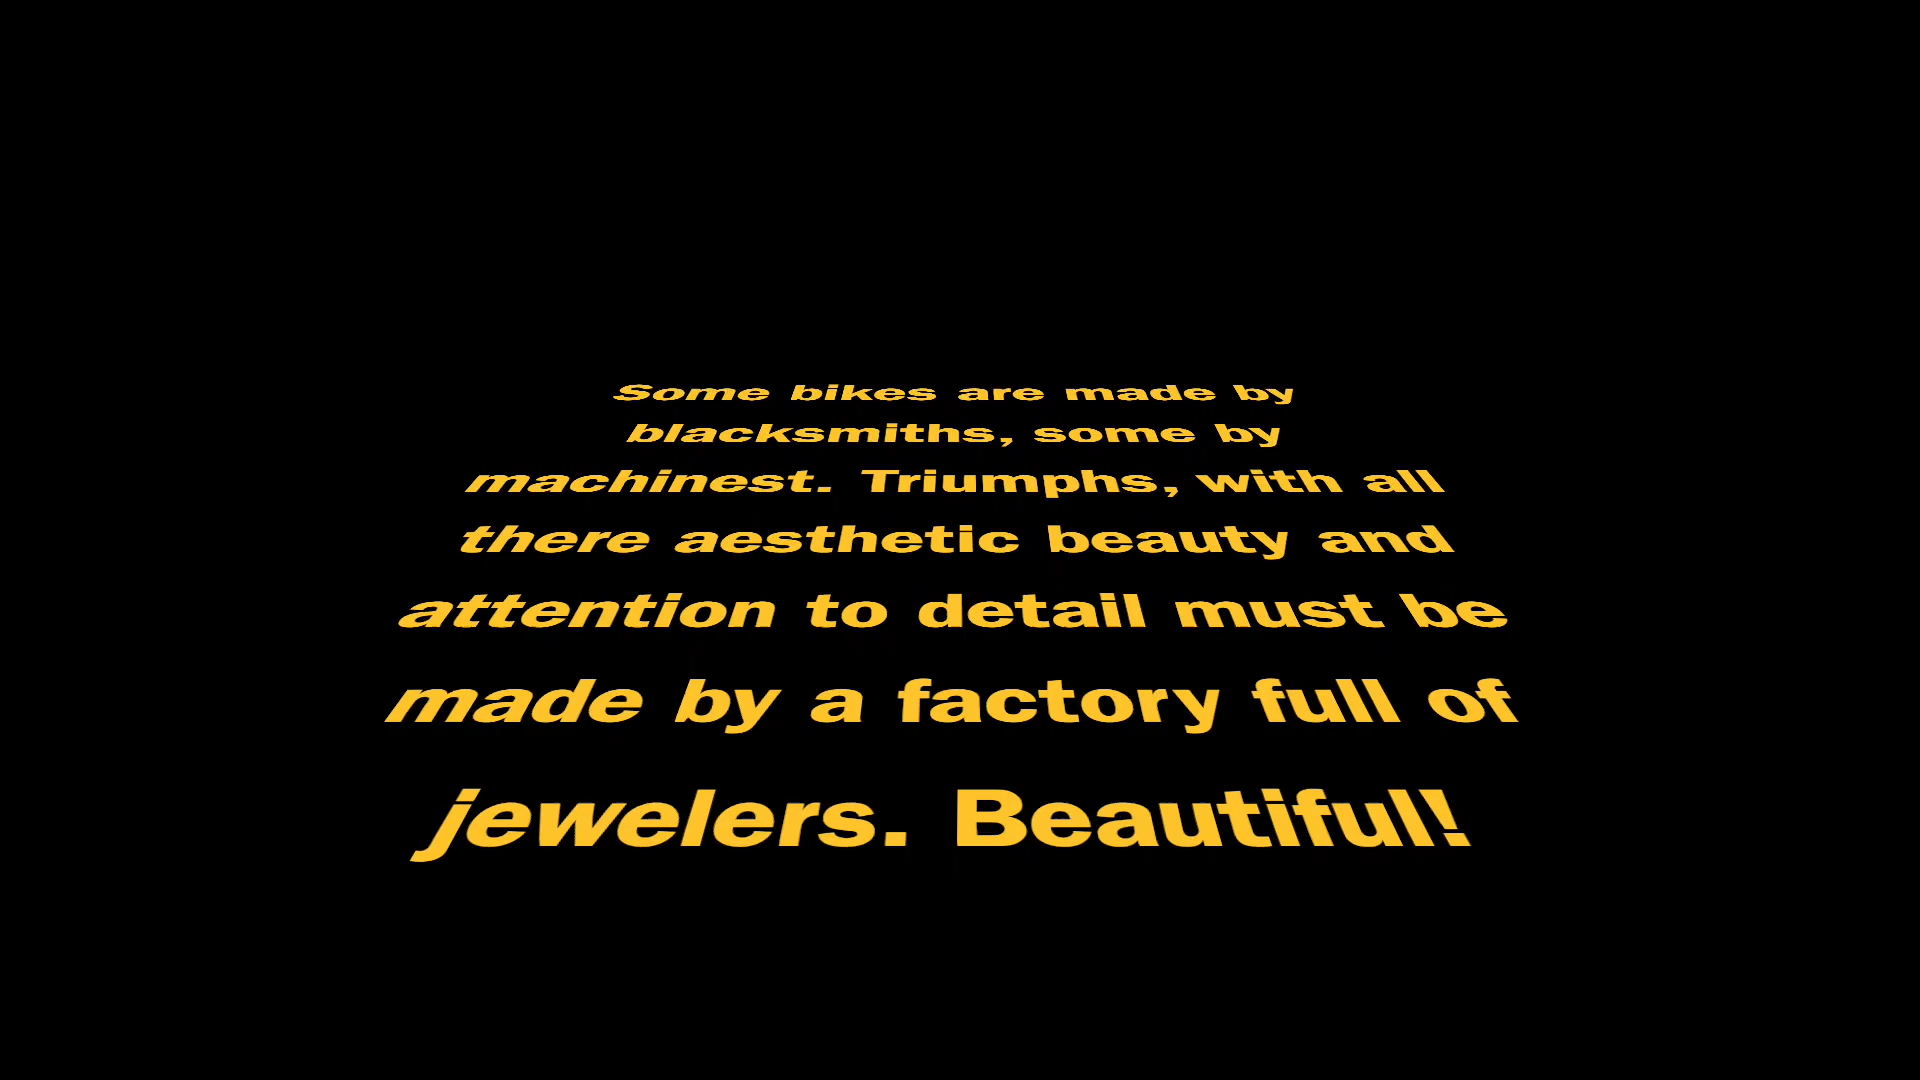 Some bikes are made by
blacksmiths, some by
machinest. Triumphs, with all
there aesthetic beauty and
attention to detail must be
made by a factory full of
jewelers. Beautiful!